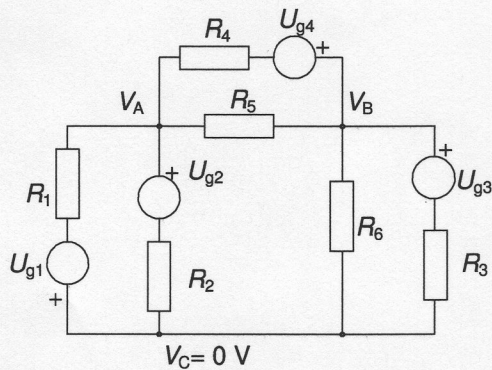 R4 Ug4 +
VA R5 VB
+ +
R1 Ug2 Ug3
R6
Ug1 R2 R3
+
VC= 0 V